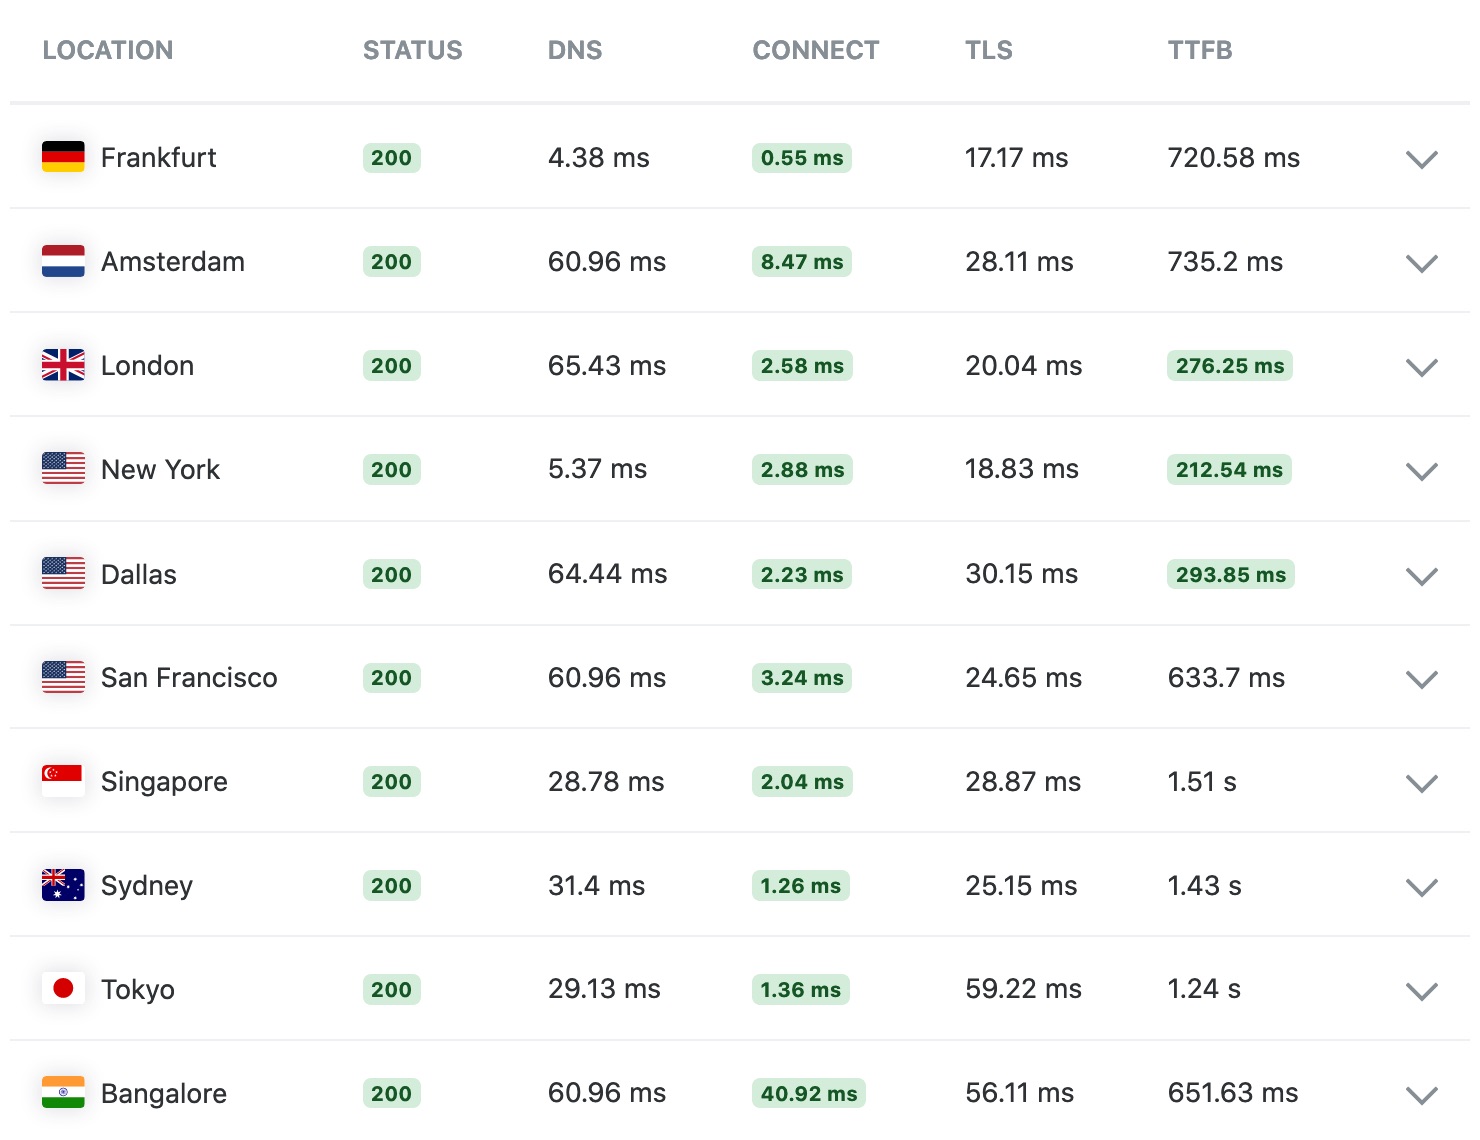 LOCATION STATUS DNS CONNECT TLS TTFB
Frankfurt 200 4.38 ms 0.55 ms 17.17 ms 720.58 ms
Amsterdam 200 60.96 ms 8.47 ms 28.11 ms 735.2 ms
London 200 65.43 ms 2.58 ms 20.04 ms 276.25 ms
New York 200 5.37 ms 2.88 ms 18.83 ms 212.54 ms
Dallas 200 64.44 ms 2.23 ms 30.15 ms 293.85 ms
San Francisco 200 60.96 ms 3.24 ms 24.65 ms 633.7 ms
Singapore 200 28.78 ms 2.04 ms 28.87 ms 1.51 s
Sydney 200 31.4 ms 1.26 ms 25.15 ms 1.43 s
Tokyo 200 29.13 ms 1.36 ms 59.22 ms 1.24 s
Bangalore 200 60.96 ms 40.92 ms 56.11 ms 651.63 ms